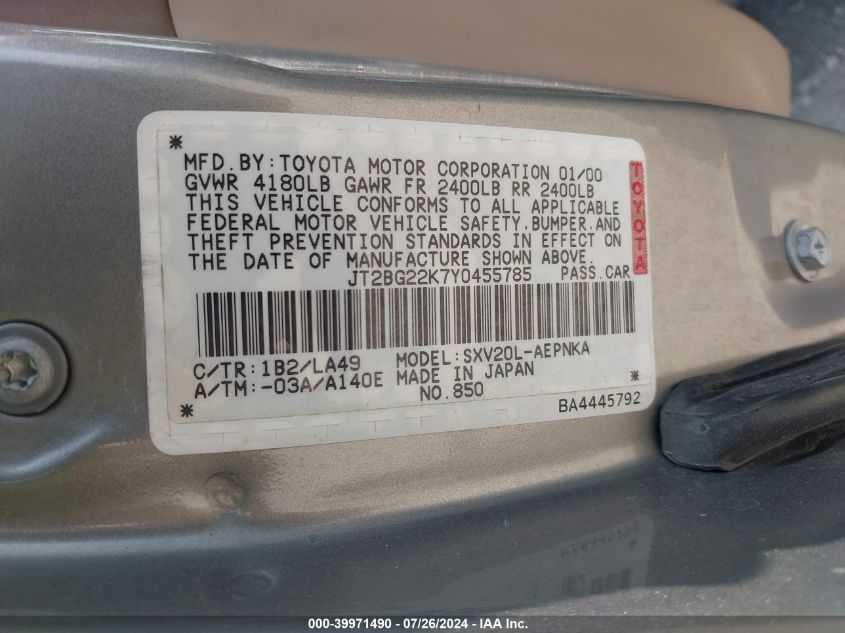 MFD.BY:TOYOTA MOTOR CORPORATION 01/00
GVWR 4180LB GAWR FR 2400LB RR 2400LB
THIS VEHICLE CONFORMS TO ALL APPLICABLE
FEDERAL MOTOR VEHICLE SAFETY.BUMPER.AND
THEFT PREVENTION STANDARDS IN EFFECT ON
THE DATE OF MANUFACTURE SHOWN ABOVE.
JT2BG22K7Y0455785 PASS.CAR
TOYOTA
C/TR:1B2/LA49 MODEL:SXV20L-AEPNKA
A/TM:-03A/A140E MADE IN JAPAN
NO.850
BA4445792
000-39971490 - 07/26/2024 - © IAA Inc.